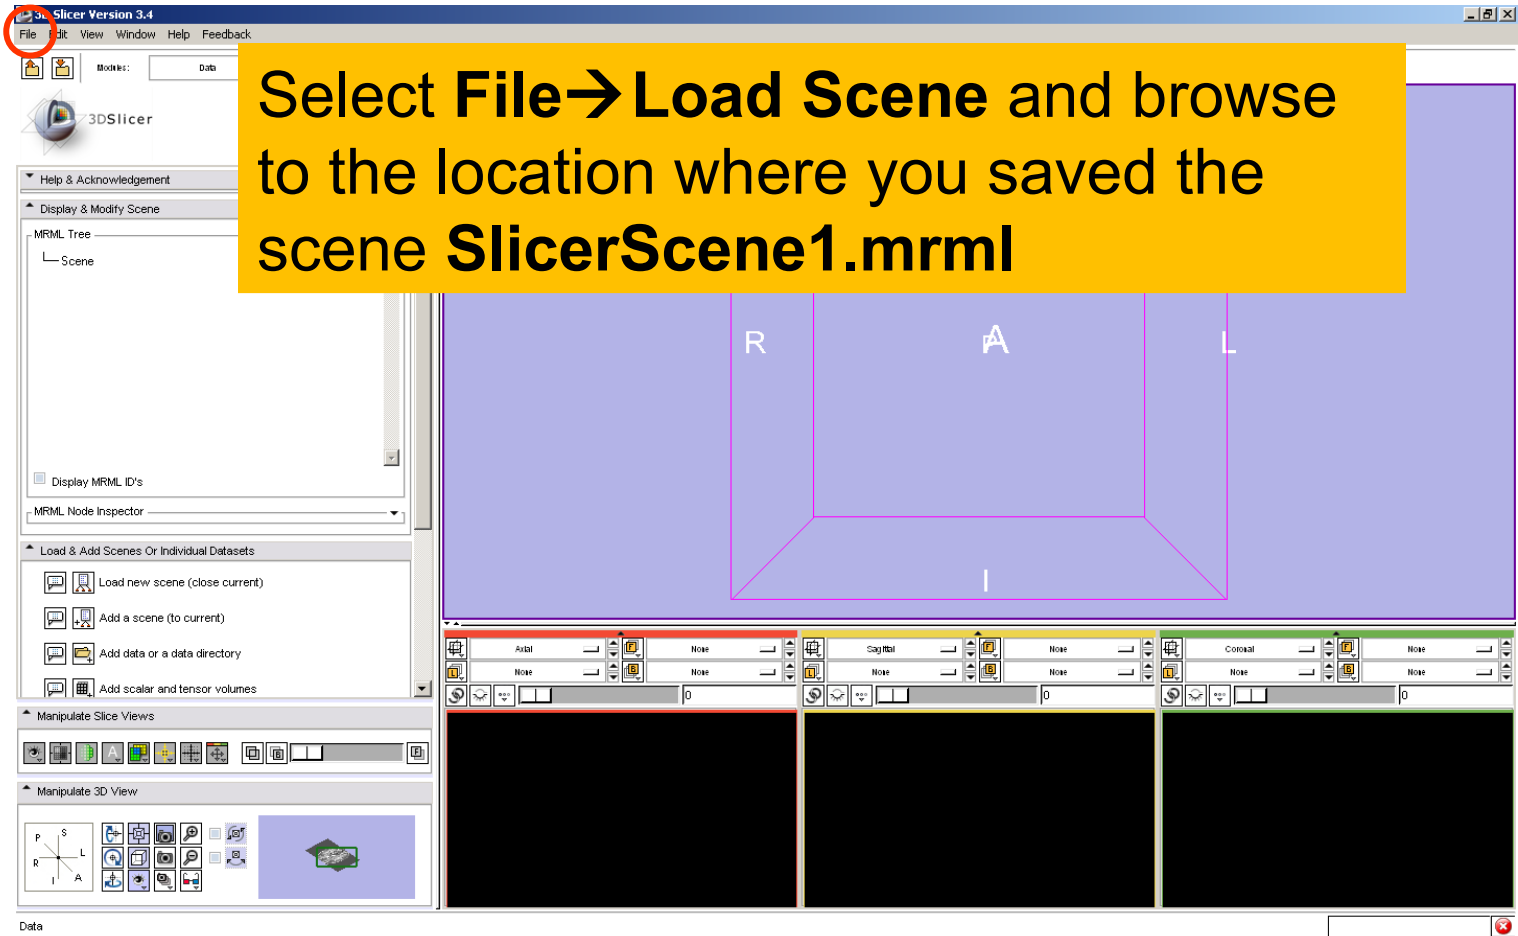 3D Slicer Version 3.4
File Edit View Window Help Feedback
Modules: Data
Select File→Load Scene and browse
to the location where you saved the
scene SlicerScene1.mrml
3DSlicer
Help & Acknowledgement
Display & Modify Scene
MRML Tree
Scene
R A P L
I
Display MRML ID's
MRML Node Inspector
Load & Add Scenes Or Individual Datasets
Load new scene (close current)
Add a scene (to current)
Add data or a data directory
Add scalar and tensor volumes
Axial F None Sagittal F None Coronal F None
L None B None L None B None L None B None
0 0 0
Manipulate Slice Views
A B F
Manipulate 3D View
P S
R L
I A
Data